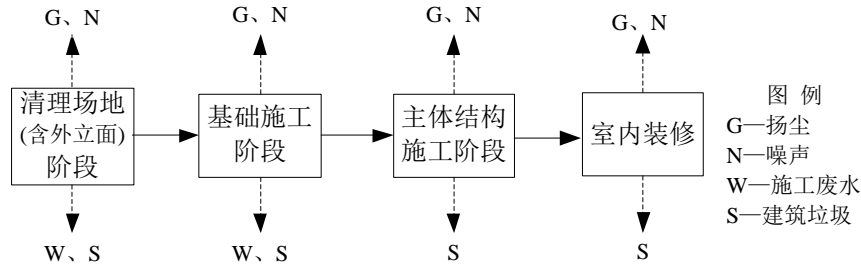 G、N
G、N
G、N
G、N
清理场地
(含外立面)
阶段
基础施工
阶段
主体结构
施工阶段
室内装修
W、S
W、S
S
S
图 例
G—扬尘
N—噪声
W—施工废水
S—建筑垃圾